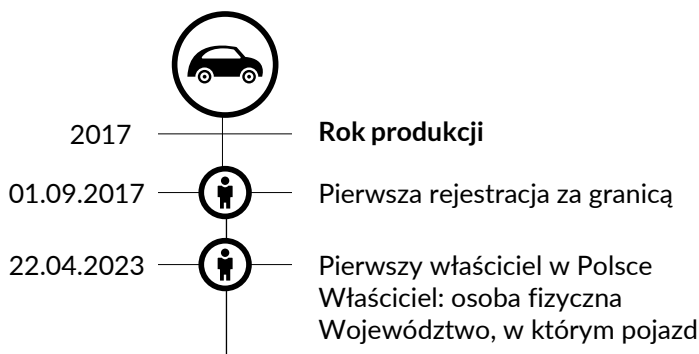 2017 Rok produkcji
01.09.2017 Pierwsza rejestracja za granicą
22.04.2023 Pierwszy właściciel w Polsce
Właściciel: osoba fizyczna
Województwo, w którym pojazd